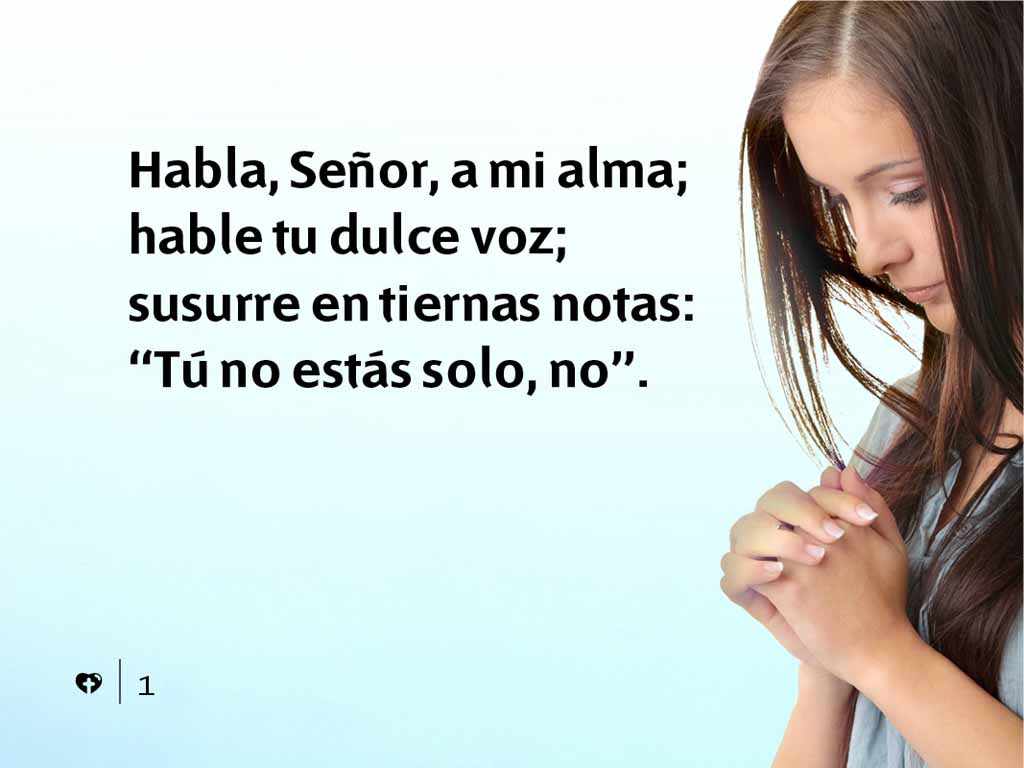 Habla, Señor, a mi alma;
hable tu dulce voz;
susurre en tiernas notas:
“Tú no estás solo, no”.
1